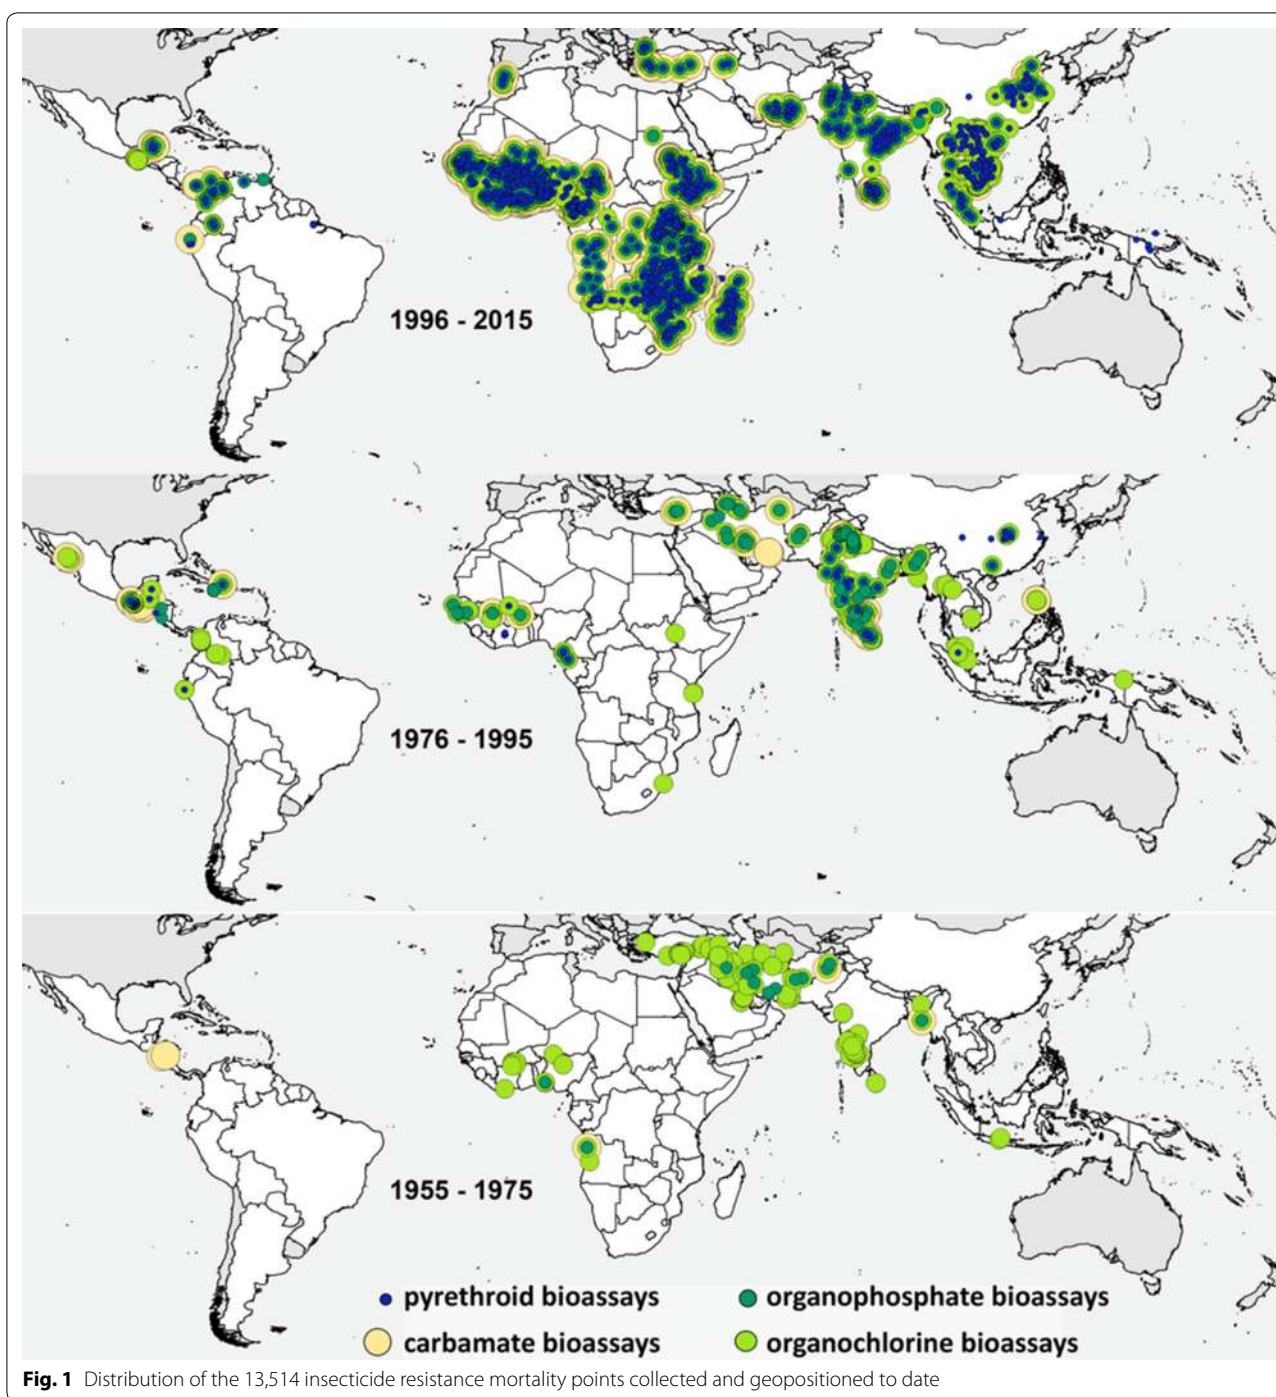 1996 - 2015
1976 - 1995
1955 - 1975
pyrethroid bioassays
organophosphate bioassays
carbamate bioassays
organochlorine bioassays
Fig. 1 Distribution of the 13,514 insecticide resistance mortality points collected and geopositioned to date